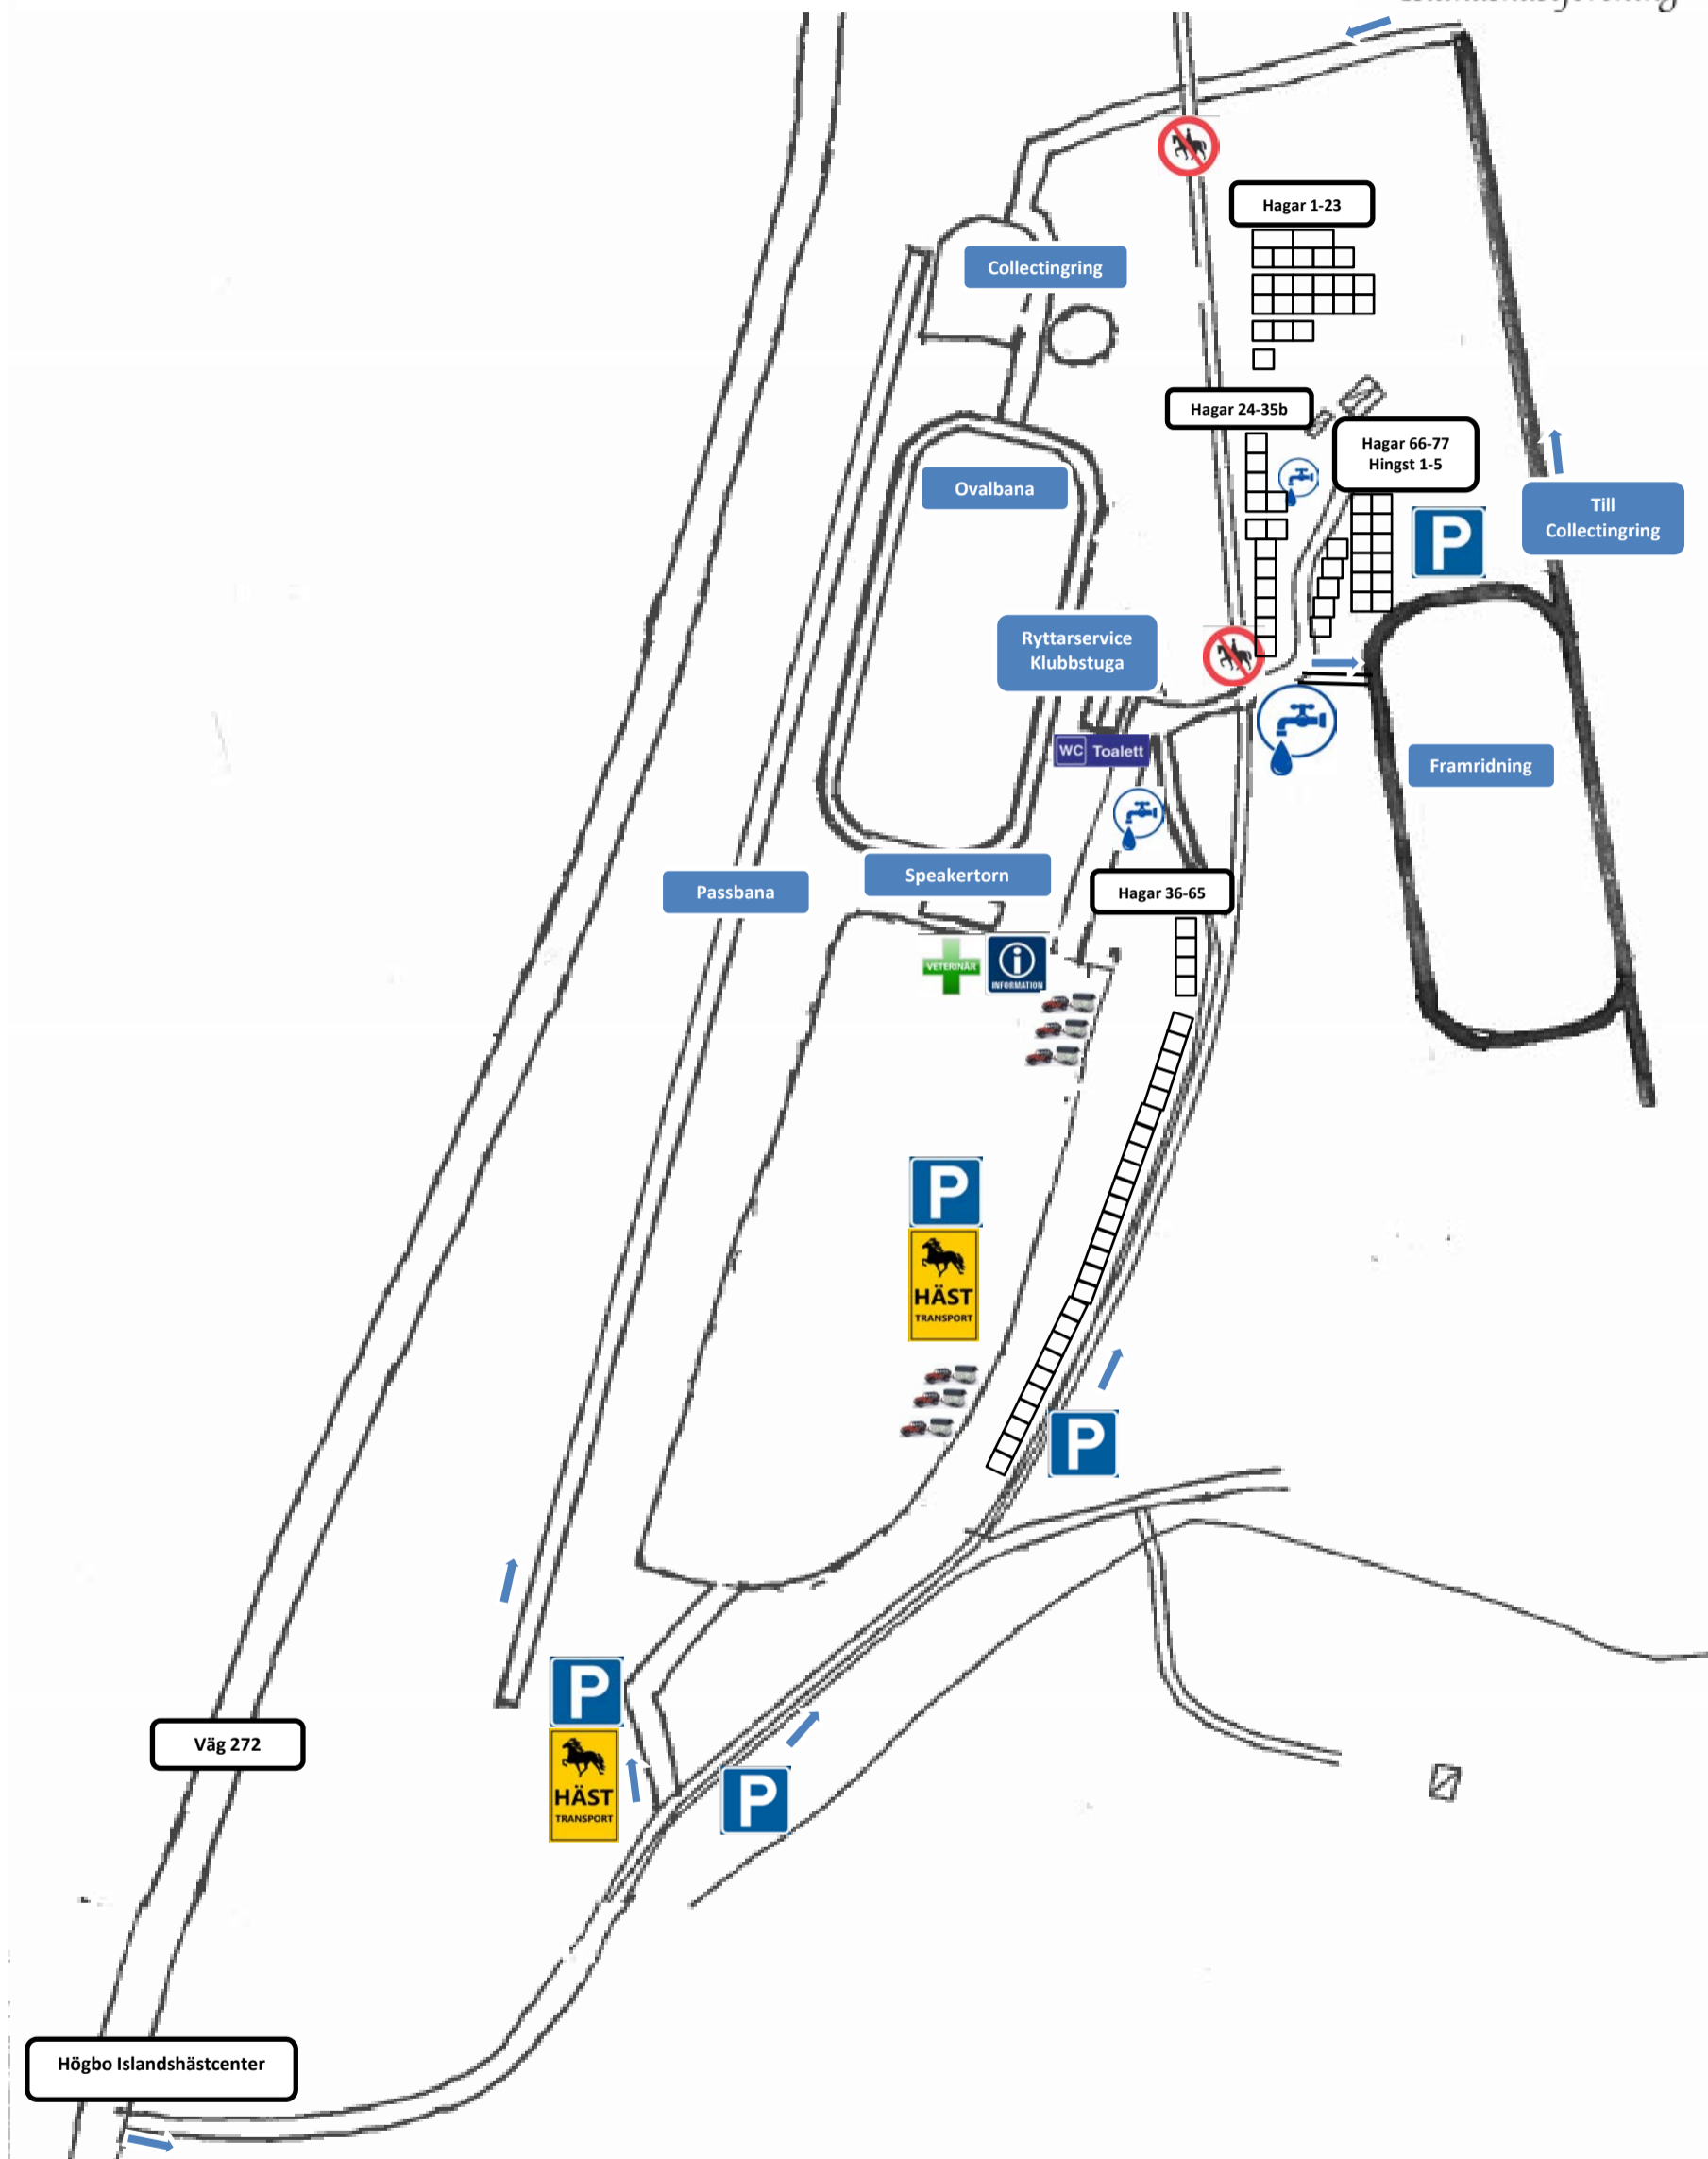 Hagar 1-23
Collectingring
Hagar 24-35b
Hagar 66-77
Hingst 1-5
Ovalbana
Till
Collectingring
P
Ryttarservice
Klubbstuga
WC Toalett
Framridning
Speakertorn
Passbana
Hagar 36-65
VETERINÄR
i
INFORMATION
P
HÄST
TRANSPORT
P
P
HÄST
TRANSPORT
Väg 272
P
Högbo Islandshästcenter